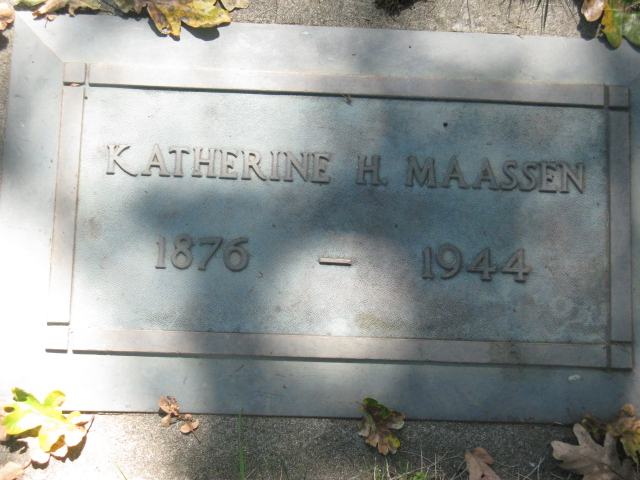 KATHERINE H. MAASSEN
1876 – 1944